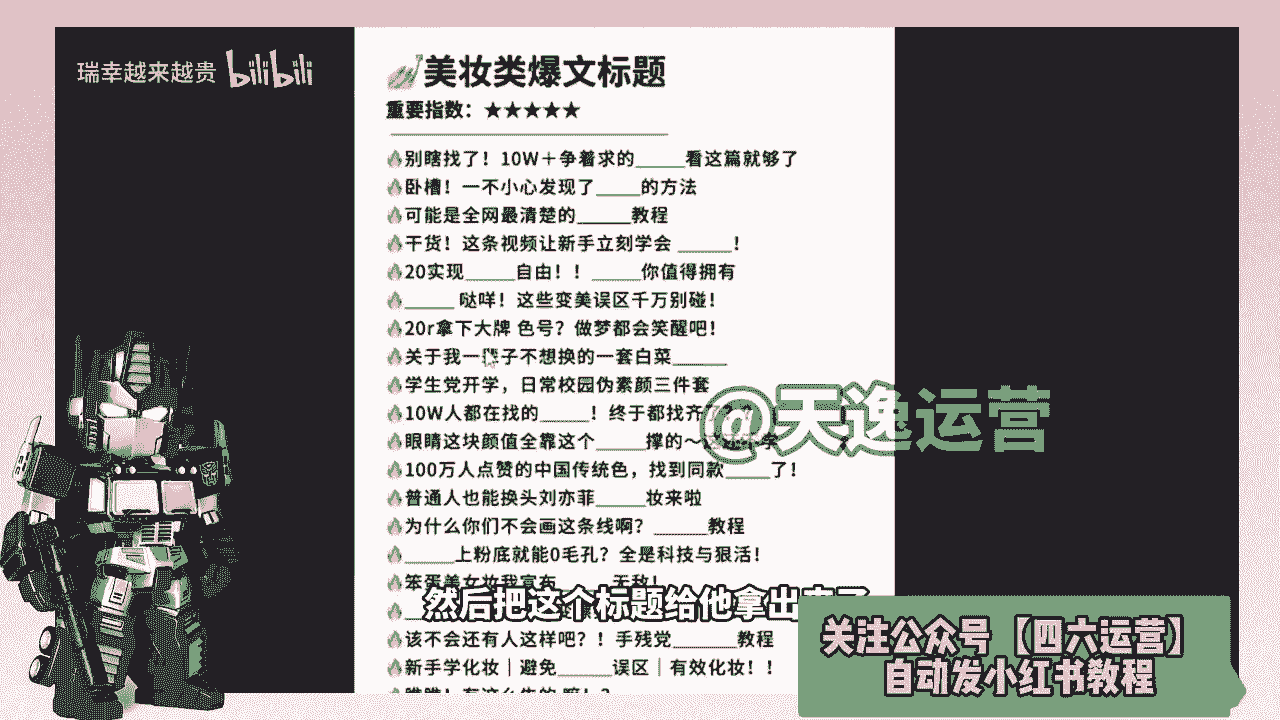 瑞幸越来越贵 bilibili
美妆类爆文标题
重要指数：★★★★★
别瞎找了！10W＋争着求的_____看这篇就够了
卧槽！一不小心发现了_____的方法
可能是全网最清楚的______教程
干货！这条视频让新手立刻学会 ______！
20实现_____自由！！_____你值得拥有
_____ 哒咩！这些变美误区千万别碰！
20r拿下大牌 色号？做梦都会笑醒吧！
关于我一辈子不想换的一套白菜______
学生党开学，日常校园伪素颜三件套
10W人都在找的_____！终于都找齐
@天逸运营
眼睛这块颜值全靠这个_____撑的～
100万人点赞的中国传统色，找到同款_____了！
普通人也能换头刘亦菲_____妆来啦
为什么你们不会画这条线啊？______教程
_____上粉底就能0毛孔？全是科技与狠活！
笨蛋美女妆我宣布_____无敌！
然后把这个标题给他拿出来了
该不会还有人这样吧？！手残党_______教程
新手学化妆｜避免______误区｜有效化妆！！
关注公众号【四六运营】
自动发小红书教程